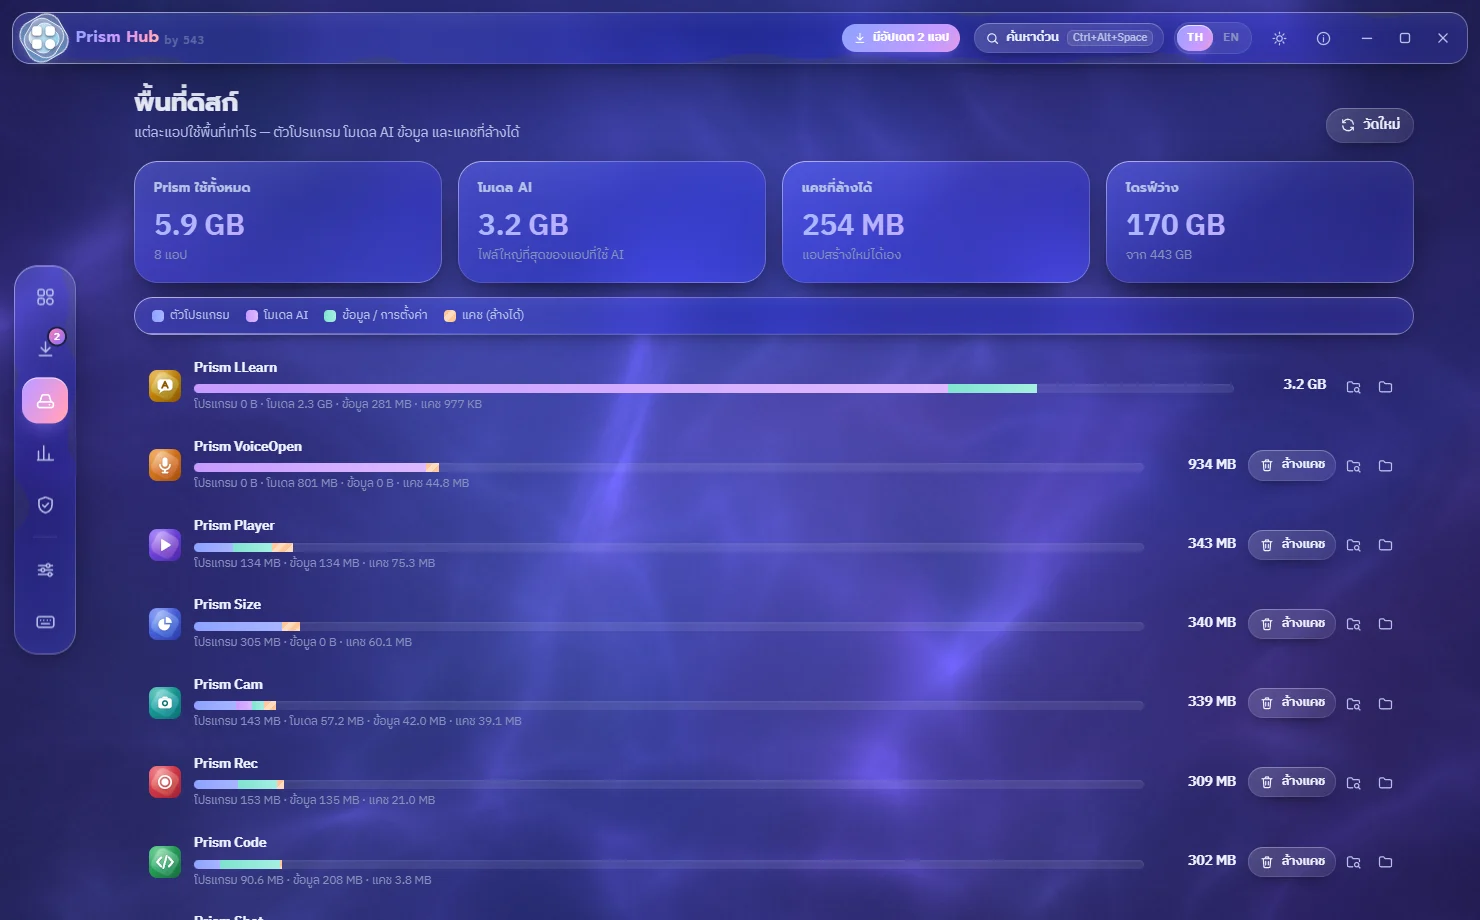 Prism Hub by 543
มีอัปเดต 2 แอป
ค้นหาด่วน Ctrl+Alt+Space
TH EN
พื้นที่ดิสก์
แต่ละแอปใช้พื้นที่เท่าไร — ตัวโปรแกรม โมเดล AI ข้อมูล และแคชที่ล้างได้
วัดใหม่
Prism ใช้ทั้งหมด
5.9 GB
8 แอป
โมเดล AI
3.2 GB
ไฟล์ใหญ่ที่สุดของแอปที่ใช้ AI
แคชที่ล้างได้
254 MB
แอปสร้างใหม่ได้เอง
ไดรฟ์ว่าง
170 GB
จาก 443 GB
2
ตัวโปรแกรม โมเดล AI ข้อมูล / การตั้งค่า แคช (ล้างได้)
Prism LLearn
3.2 GB
โปรแกรม 0 B · โมเดล 2.3 GB · ข้อมูล 281 MB · แคช 977 KB
Prism VoiceOpen
934 MB ล้างแคช
โปรแกรม 0 B · โมเดล 801 MB · ข้อมูล 0 B · แคช 44.8 MB
Prism Player
343 MB ล้างแคช
โปรแกรม 134 MB · ข้อมูล 134 MB · แคช 75.3 MB
Prism Size
340 MB ล้างแคช
โปรแกรม 305 MB · ข้อมูล 0 B · แคช 60.1 MB
Prism Cam
339 MB ล้างแคช
โปรแกรม 143 MB · โมเดล 57.2 MB · ข้อมูล 42.0 MB · แคช 39.1 MB
Prism Rec
309 MB ล้างแคช
โปรแกรม 153 MB · ข้อมูล 135 MB · แคช 21.0 MB
Prism Code
302 MB ล้างแคช
โปรแกรม 90.6 MB · ข้อมูล 208 MB · แคช 3.8 MB